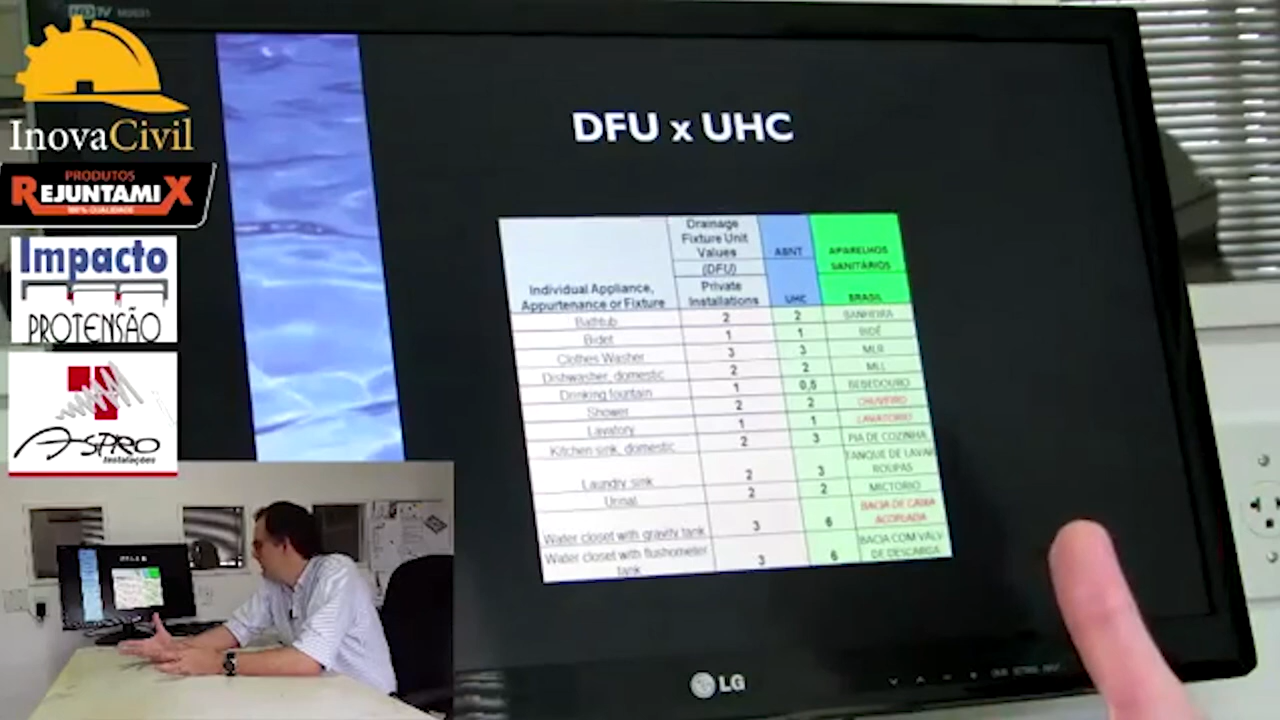 HDTV M2631
InovaCivil
PRODUTOS
REJUNTAMIX
100% QUALIDADE
Impacto
PROTENSÃO
ASPRO
Instalações
DFU x UHC
Individual Appliance,
Appurtenance or Fixture
Drainage
Fixture Unit
Values
(DFU)
Private
Installations
ABNT
UHC
APARELHOS
SANITÁRIOS
BRASIL
Bathtub 2 2 BANHEIRA
Bidet 1 1 BIDÊ
Clothes Washer 3 3 MLR
Dishwasher, domestic 2 2 MLL
Drinking fountain 1 0,5 BEBEDOURO
Shower 2 2 CHUVEIRO
Lavatory 1 1 LAVATÓRIO
Kitchen sink, domestic 2 3 PIA DE COZINHA
Laundry sink 2 3 TANQUE DE LAVAR
ROUPAS
Urinal 2 2 MICTÓRIO
Water closet with gravity tank 3 6 BACIA DE CAIXA
ACOPLADA
Water closet with flushometer
tank 3 6 BACIA COM VALV
DE DESCARGA
LG